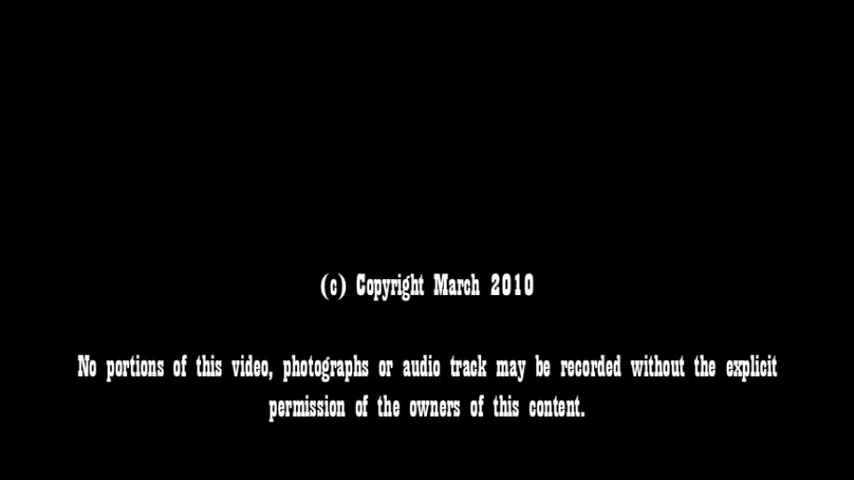 (c) Copyright March 2010
No portions of this video, photographs or audio track may be recorded without the explicit
permission of the owners of this content.